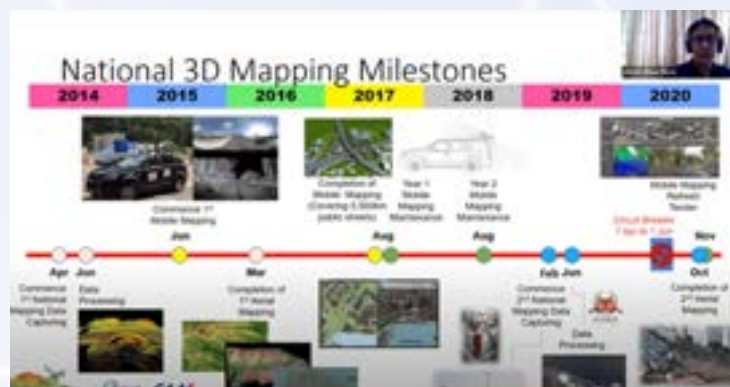 National 3D Mapping Milestones
2014 2015 2016 2017 2018 2019 2020
Commence 1st
Mobile Mapping
Completion of
Mobile Mapping
(Covering 5,500km
public streets)
Year 1
Mobile
Mapping
Maintenance
Year 2
Mobile
Mapping
Maintenance
Mobile Mapping
Refresh
Tender
Circuit Breaker
7 Apr to 1 Jun
Jun Aug Aug Nov
Apr Jun Mar Feb Jun Oct
Commence
1st National
Mapping Data
Capturing
Data
Processing
Completion of
1st Aerial
Mapping
Commence
2nd National
Mapping Data
Capturing
Data
Processing
Completion of
2nd Aerial
Mapping